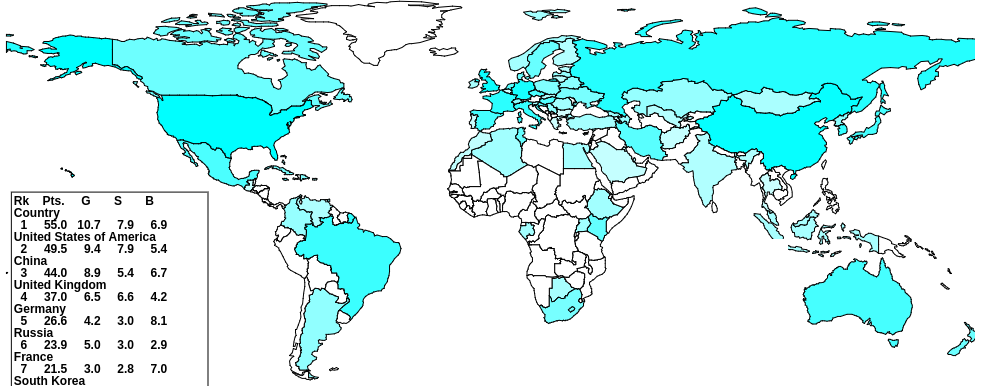 Rk Pts. G S B
Country
1 55.0 10.7 7.9 6.9
United States of America
2 49.5 9.4 7.9 5.4
China
3 44.0 8.9 5.4 6.7
United Kingdom
4 37.0 6.5 6.6 4.2
Germany
5 26.6 4.2 3.0 8.1
Russia
6 23.9 5.0 3.0 2.9
France
7 21.5 3.0 2.8 7.0
South Korea